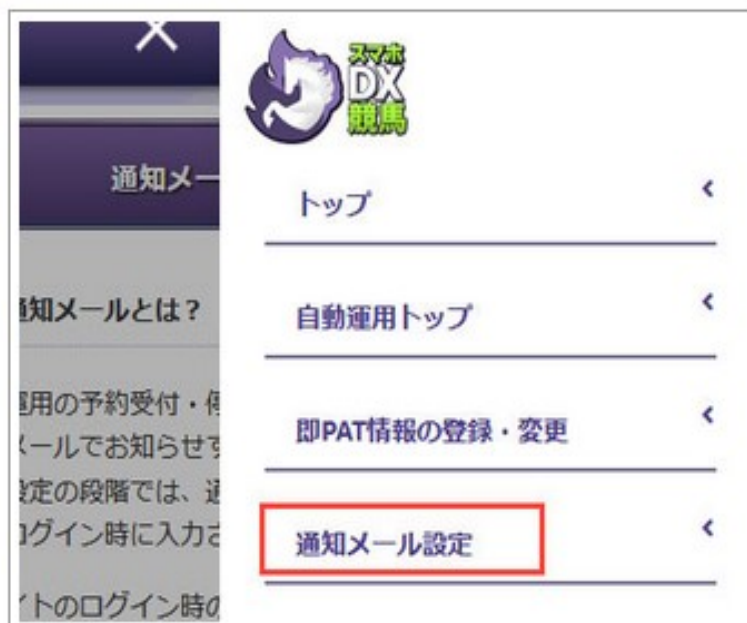 スマホ
DX
競馬
トップ
自動運用トップ
即PAT情報の登録・変更
通知メール設定
通知メー
通知メールとは？
運用の予約受付・停
メールでお知らせす
設定の段階では、通
ログイン時に入力さ
イトのログイン時の